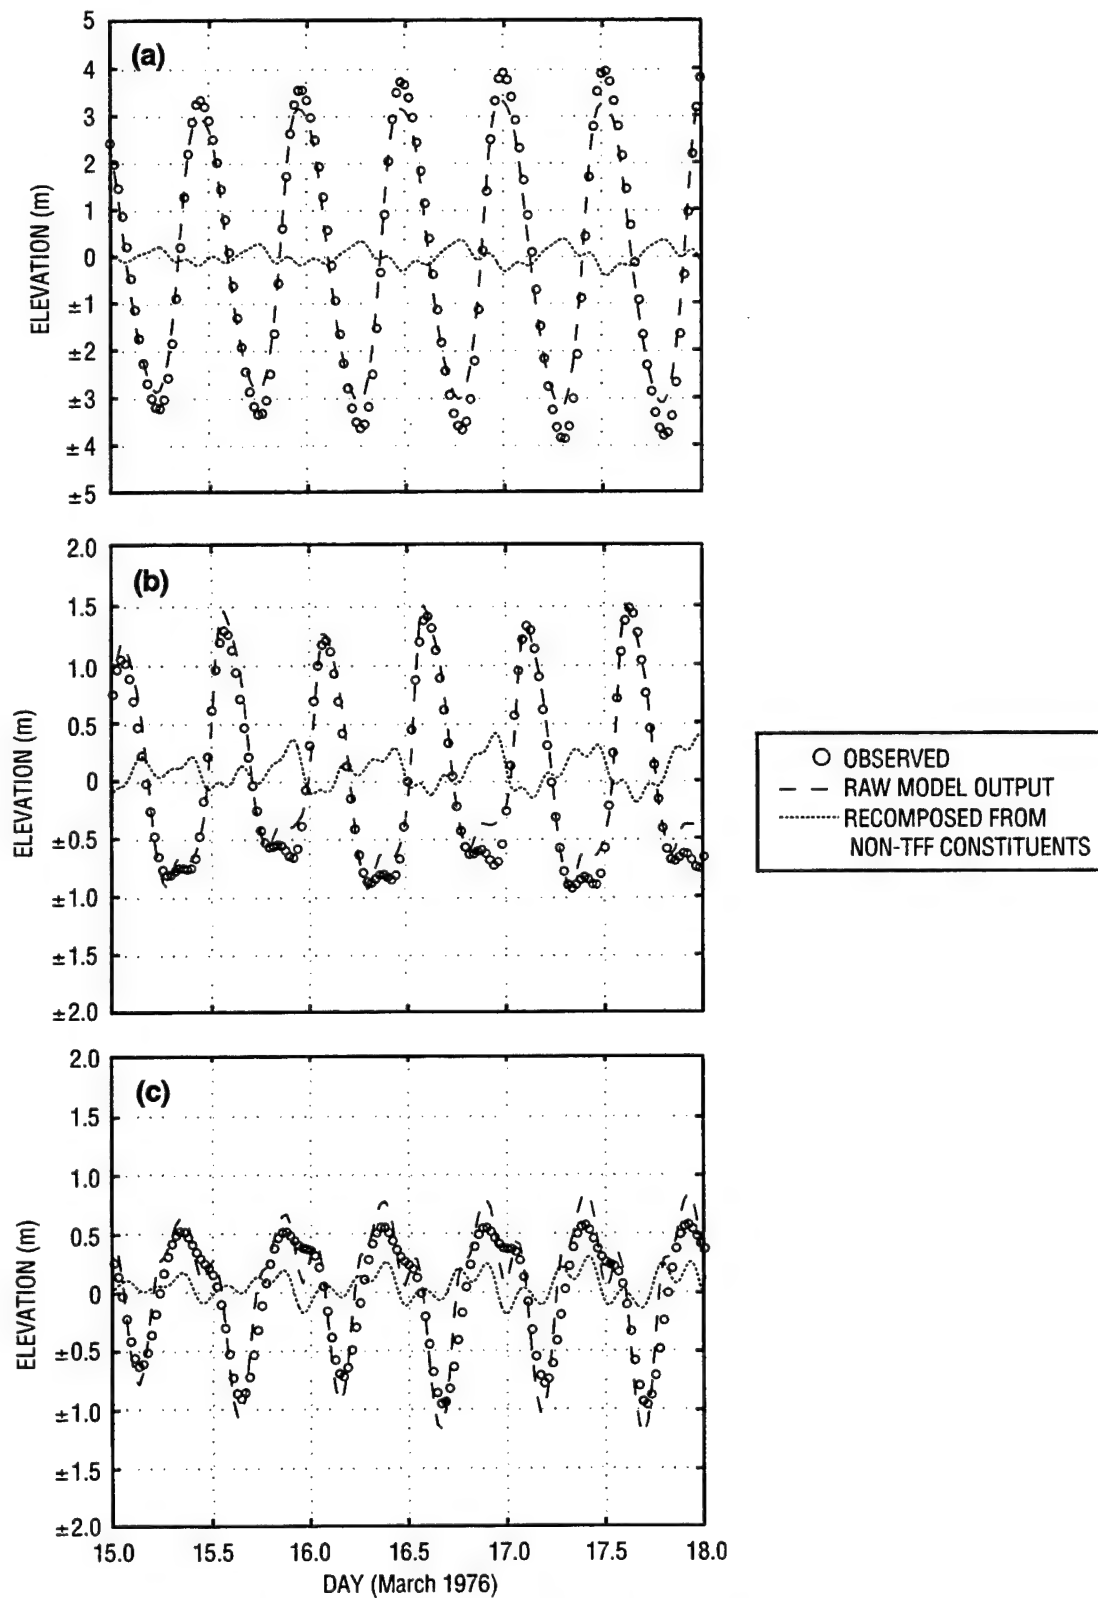 (a)
5
4
3
2
1
0
±1
±2
±3
±4
±5
ELEVATION (m)
(b)
2.0
1.5
1.0
0.5
0
±0.5
±1.0
±1.5
±2.0
ELEVATION (m)
OBSERVED
RAW MODEL OUTPUT
RECOMPOSED FROM
NON-TFF CONSTITUENTS
(c)
2.0
1.5
1.0
0.5
0
±0.5
±1.0
±1.5
±2.0
ELEVATION (m)
15.0 15.5 16.0 16.5 17.0 17.5 18.0
DAY (March 1976)